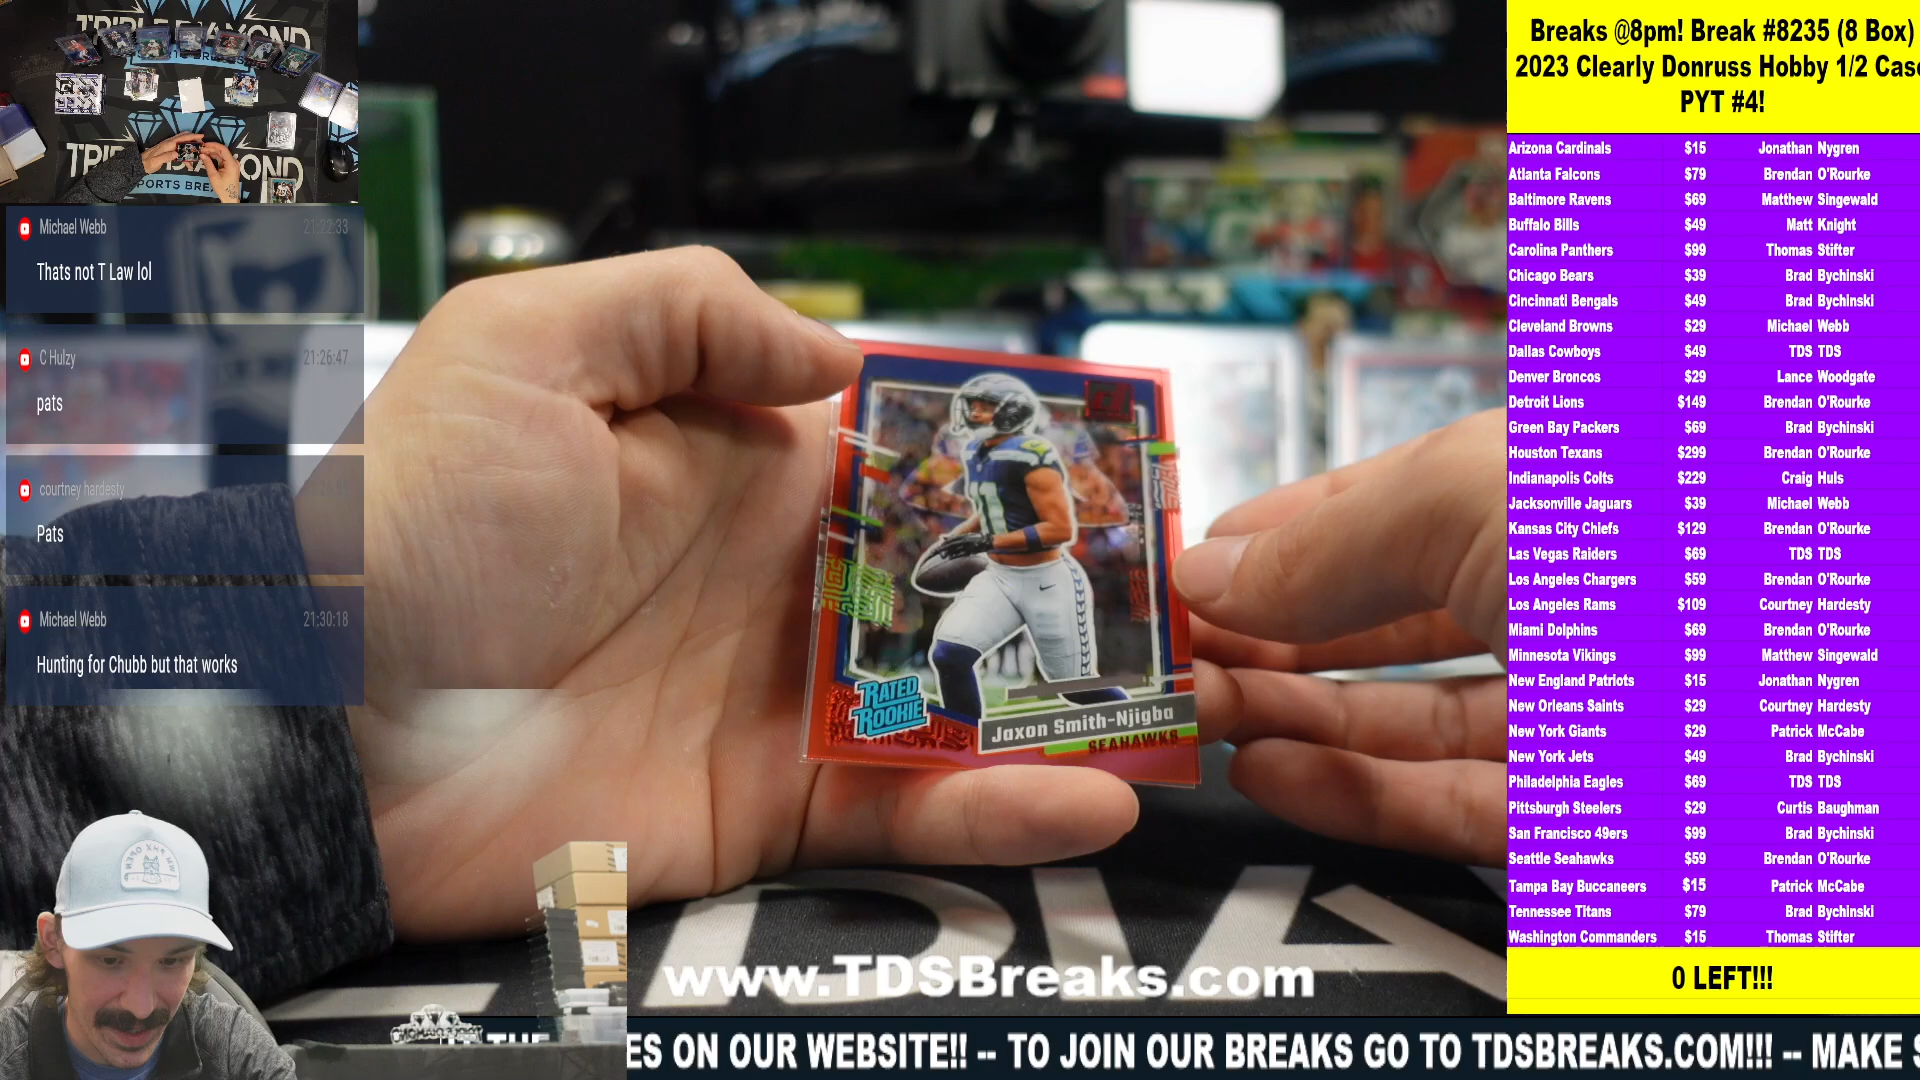 Michael Webb 21:22:33
Thats not T Law lol
C Hulzy 21:26:47
pats
courtney hardesty
Pats
Michael Webb 21:30:18
Hunting for Chubb but that works
11
RATED
ROOKIE
Jaxon Smith-Njigba
SEAHAWKS
www.TDSBreaks.com
ES ON OUR WEBSITE!! -- TO JOIN OUR BREAKS GO TO TDSBREAKS.COM!!! -- MAKE
Breaks @8pm! Break #8235 (8 Box)
2023 Clearly Donruss Hobby 1/2 Case
PYT #4!
Arizona Cardinals $15 Jonathan Nygren
Atlanta Falcons $79 Brendan O'Rourke
Baltimore Ravens $69 Matthew Singewald
Buffalo Bills $49 Matt Knight
Carolina Panthers $99 Thomas Stifter
Chicago Bears $39 Brad Bychinski
Cincinnati Bengals $49 Brad Bychinski
Cleveland Browns $29 Michael Webb
Dallas Cowboys $49 TDS TDS
Denver Broncos $29 Lance Woodgate
Detroit Lions $149 Brendan O'Rourke
Green Bay Packers $69 Brad Bychinski
Houston Texans $299 Brendan O'Rourke
Indianapolis Colts $229 Craig Huls
Jacksonville Jaguars $39 Michael Webb
Kansas City Chiefs $129 Brendan O'Rourke
Las Vegas Raiders $69 TDS TDS
Los Angeles Chargers $59 Brendan O'Rourke
Los Angeles Rams $109 Courtney Hardesty
Miami Dolphins $69 Brendan O'Rourke
Minnesota Vikings $99 Matthew Singewald
New England Patriots $15 Jonathan Nygren
New Orleans Saints $29 Courtney Hardesty
New York Giants $29 Patrick McCabe
New York Jets $49 Brad Bychinski
Philadelphia Eagles $69 TDS TDS
Pittsburgh Steelers $29 Curtis Baughman
San Francisco 49ers $99 Brad Bychinski
Seattle Seahawks $59 Brendan O'Rourke
Tampa Bay Buccaneers $15 Patrick McCabe
Tennessee Titans $79 Brad Bychinski
Washington Commanders $15 Thomas Stifter
0 LEFT!!!